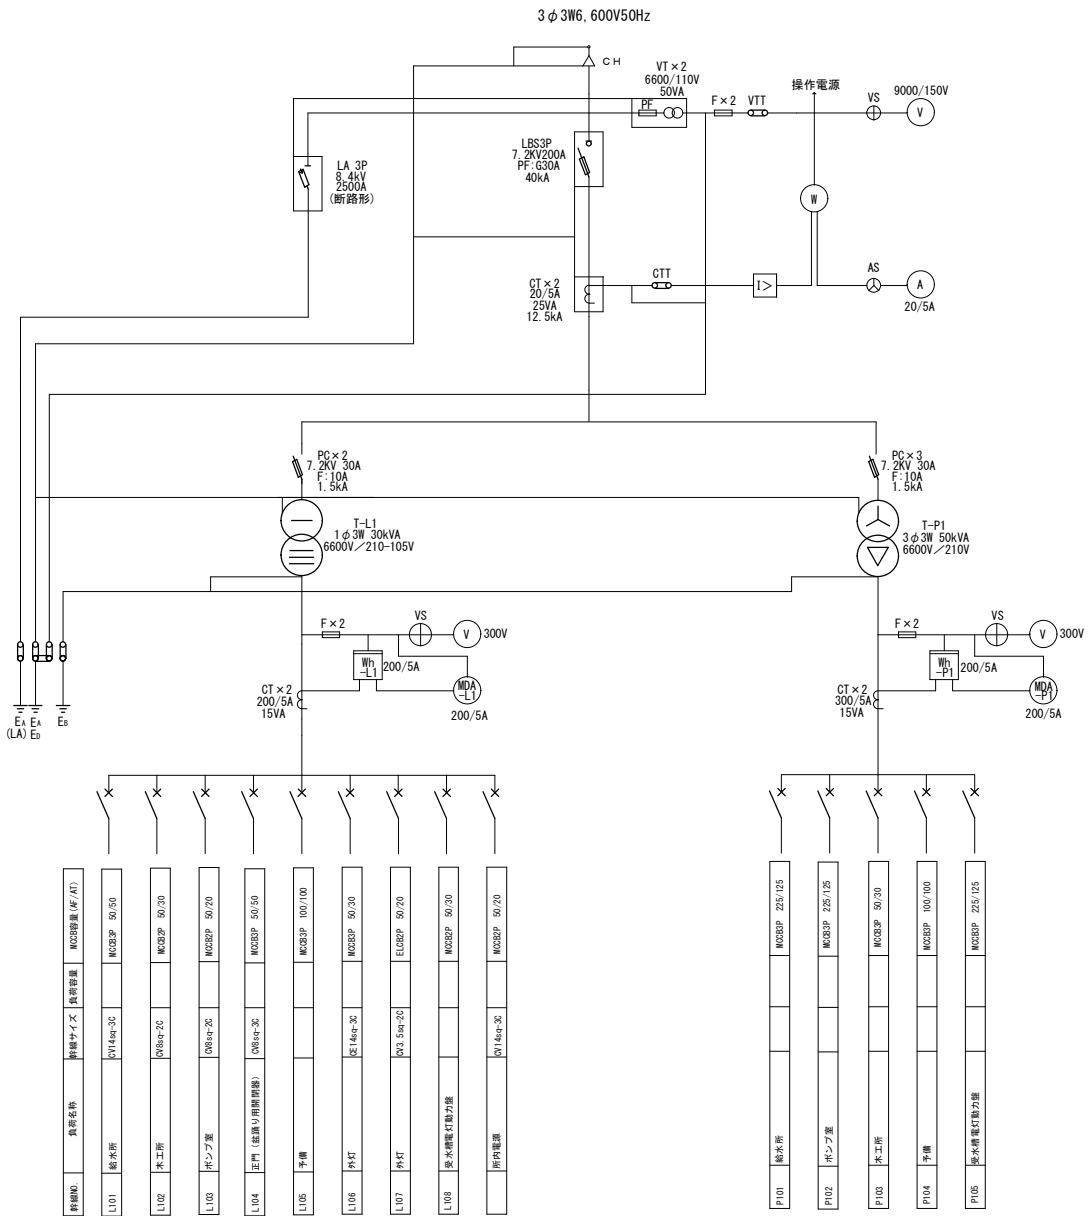 3φ3W6,600V50Hz
CH
VT×2
6600/110V
50VA
PF
F×2
VTT
操作電源
VS
9000/150V
V
LA 3P
8.4kV
2500A
(断路形)
LBS3P
7.2KV200A
PF:G30A
40kA
W
CT×2
20/5A
25VA
12.5kA
CTT
I>
AS
A
20/5A
PC×2
7.2KV 30A
F:10A
1.5kA
PC×3
7.2KV 30A
F:10A
1.5kA
T-L1
1φ3W 30kVA
6600V/210-105V
T-P1
3φ3W 50kVA
6600V/210V
F×2
VS
V
300V
Wh
-L1
200/5A
CT×2
200/5A
15VA
MDA
-L1
200/5A
F×2
VS
V
300V
Wh
-P1
200/5A
CT×2
300/5A
15VA
MDA
-P1
200/5A
EA
(LA)
EA
ED
EB
幹線NO. 負荷名称 幹線サイズ 負荷容量 MCCB容量(AF/AT)
L101 給水所 CV14sq-3C MCCB3P 50/50
L102 木工所 CV8sq-2C MCCB2P 50/30
L103 ポンプ室 CV8sq-2C MCCB2P 50/20
L104 正門(盆踊り用開閉器) CV8sq-3C MCCB3P 50/50
L105 予備 MCCB3P 100/100
L106 外灯 CE14sq-3C MCCB3P 50/30
L107 外灯 CV3.5sq-2C ELCB2P 50/20
L108 受水槽電灯動力盤 MCCB2P 50/30
所内電源 CV14sq-3C MCCB2P 50/20
P101 給水所 MCCB3P 225/125
P102 ポンプ室 MCCB3P 225/125
P103 木工所 MCCB3P 50/30
P104 予備 MCCB3P 100/100
P105 受水槽電灯動力盤 MCCB3P 225/125